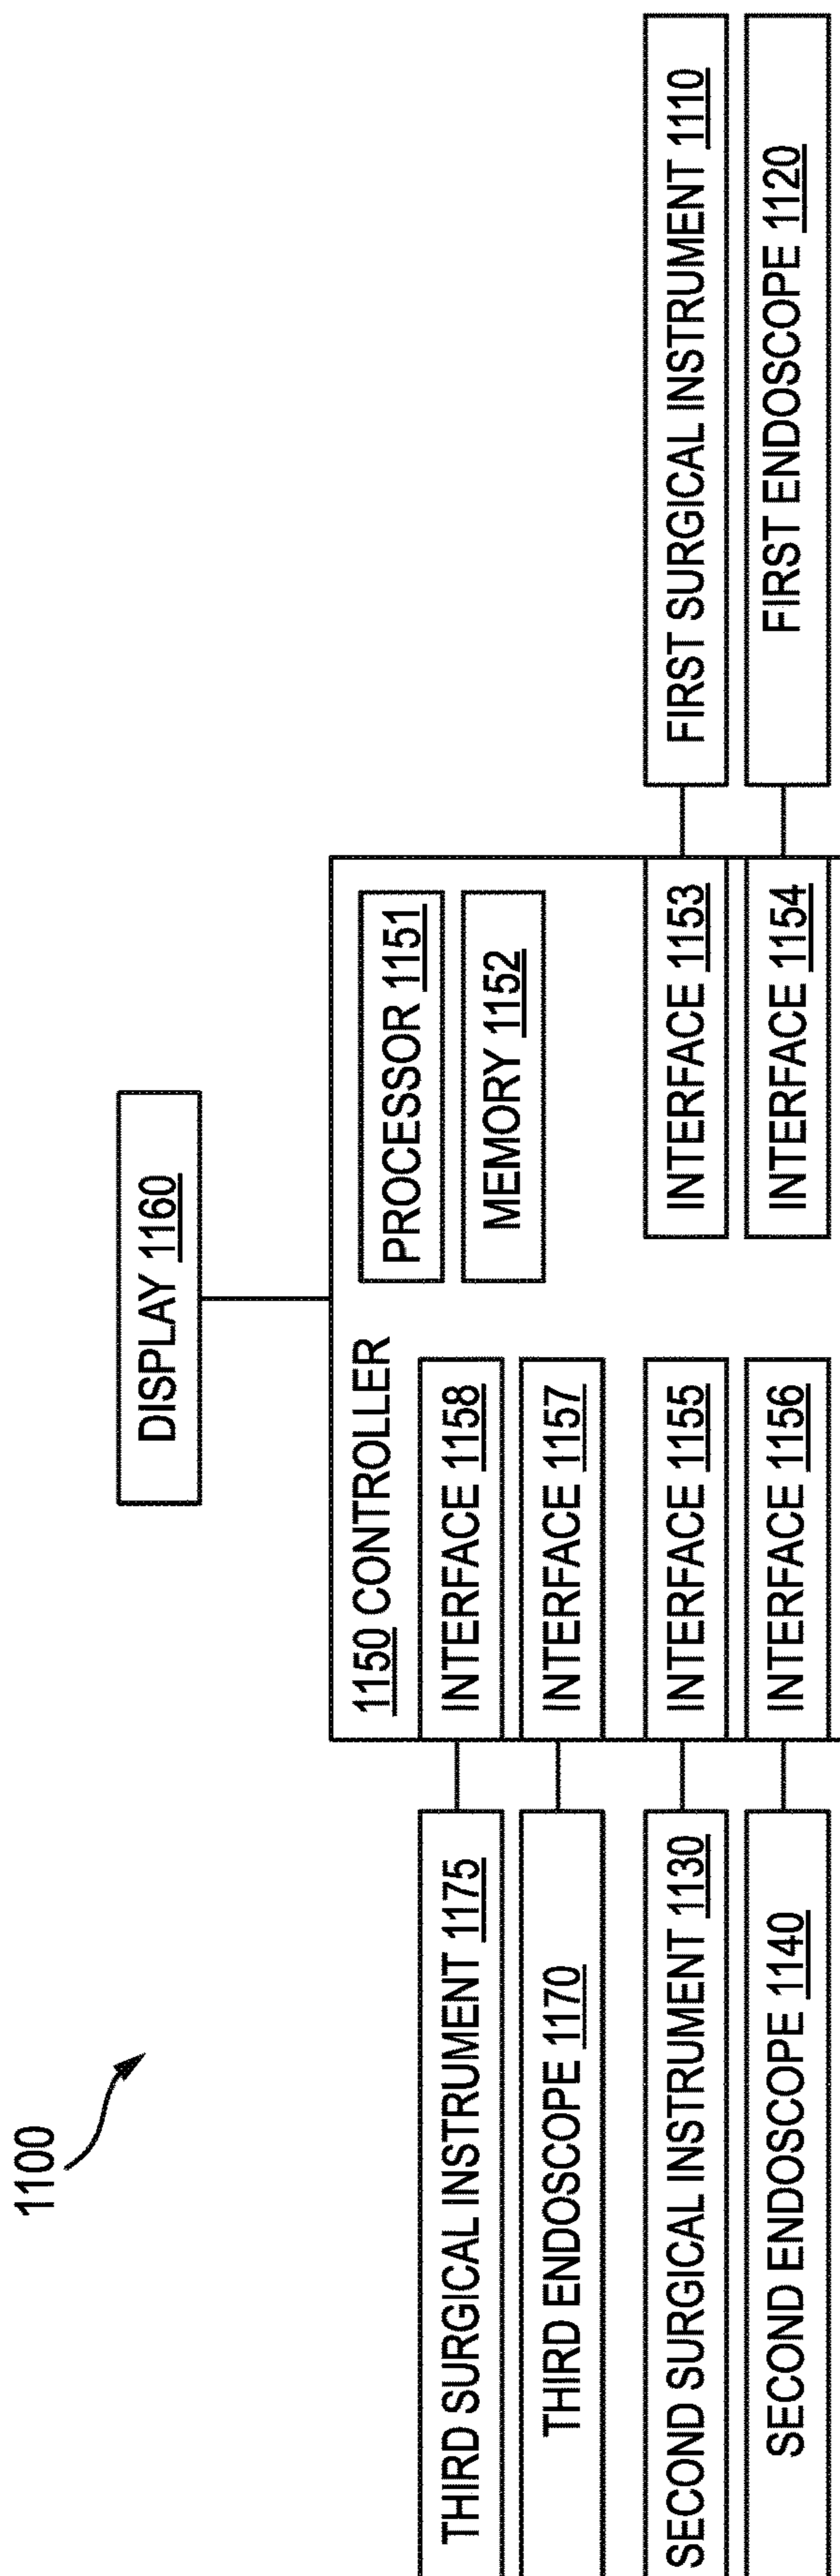 1100
DISPLAY 1160
1150 CONTROLLER
PROCESSOR 1151
MEMORY 1152
THIRD SURGICAL INSTRUMENT 1175
INTERFACE 1158
THIRD ENDOSCOPE 1170
INTERFACE 1157
SECOND SURGICAL INSTRUMENT 1130
INTERFACE 1155
INTERFACE 1153
FIRST SURGICAL INSTRUMENT 1110
SECOND ENDOSCOPE 1140
INTERFACE 1156
INTERFACE 1154
FIRST ENDOSCOPE 1120